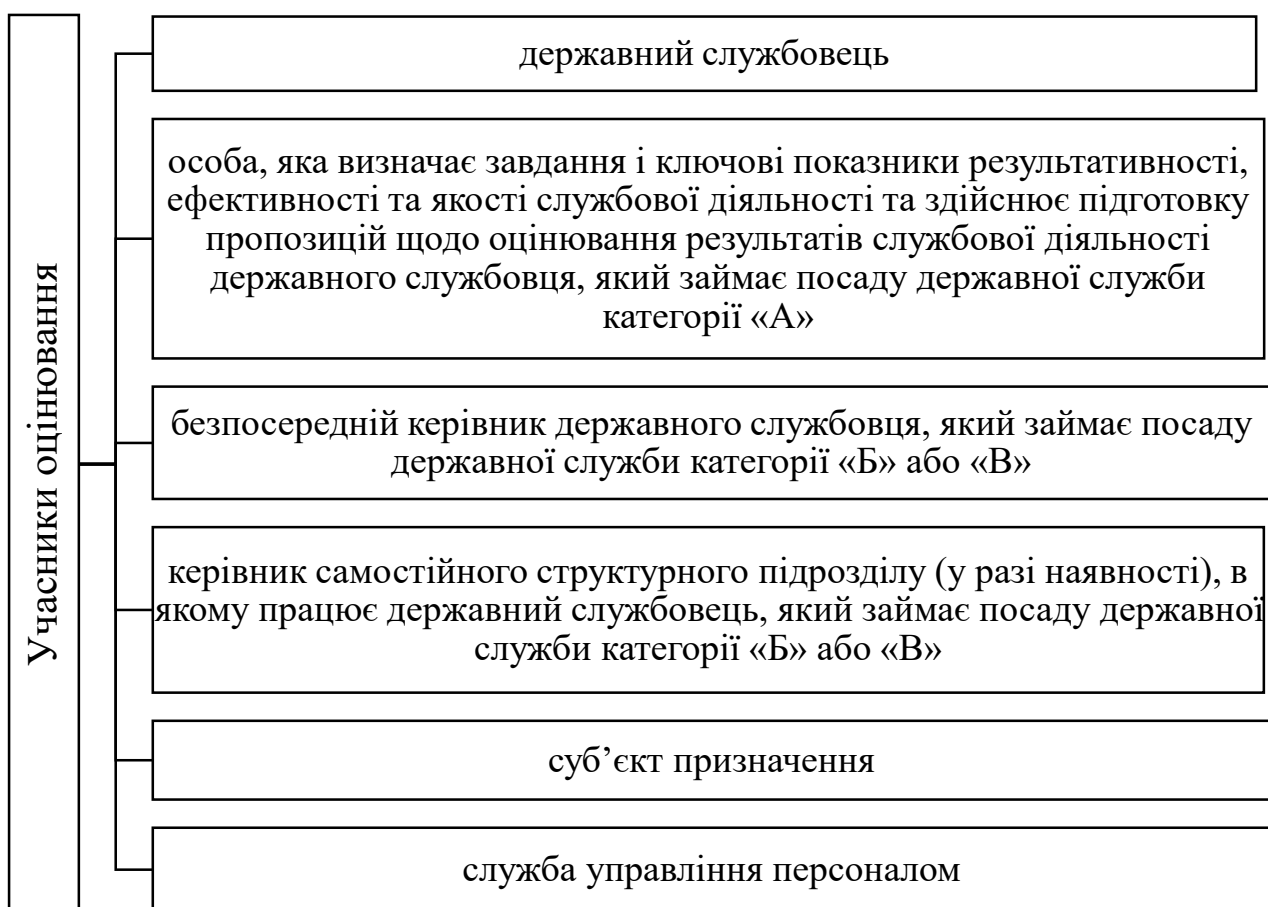 Учасники оцінювання
державний службовець
особа, яка визначає завдання і ключові показники результативності,
ефективності та якості службової діяльності та здійснює підготовку
пропозицій щодо оцінювання результатів службової діяльності
державного службовця, який займає посаду державної служби
категорії «А»
безпосередній керівник державного службовця, який займає посаду
державної служби категорії «Б» або «В»
керівник самостійного структурного підрозділу (у разі наявності), в
якому працює державний службовець, який займає посаду державної
служби категорії «Б» або «В»
суб’єкт призначення
служба управління персоналом